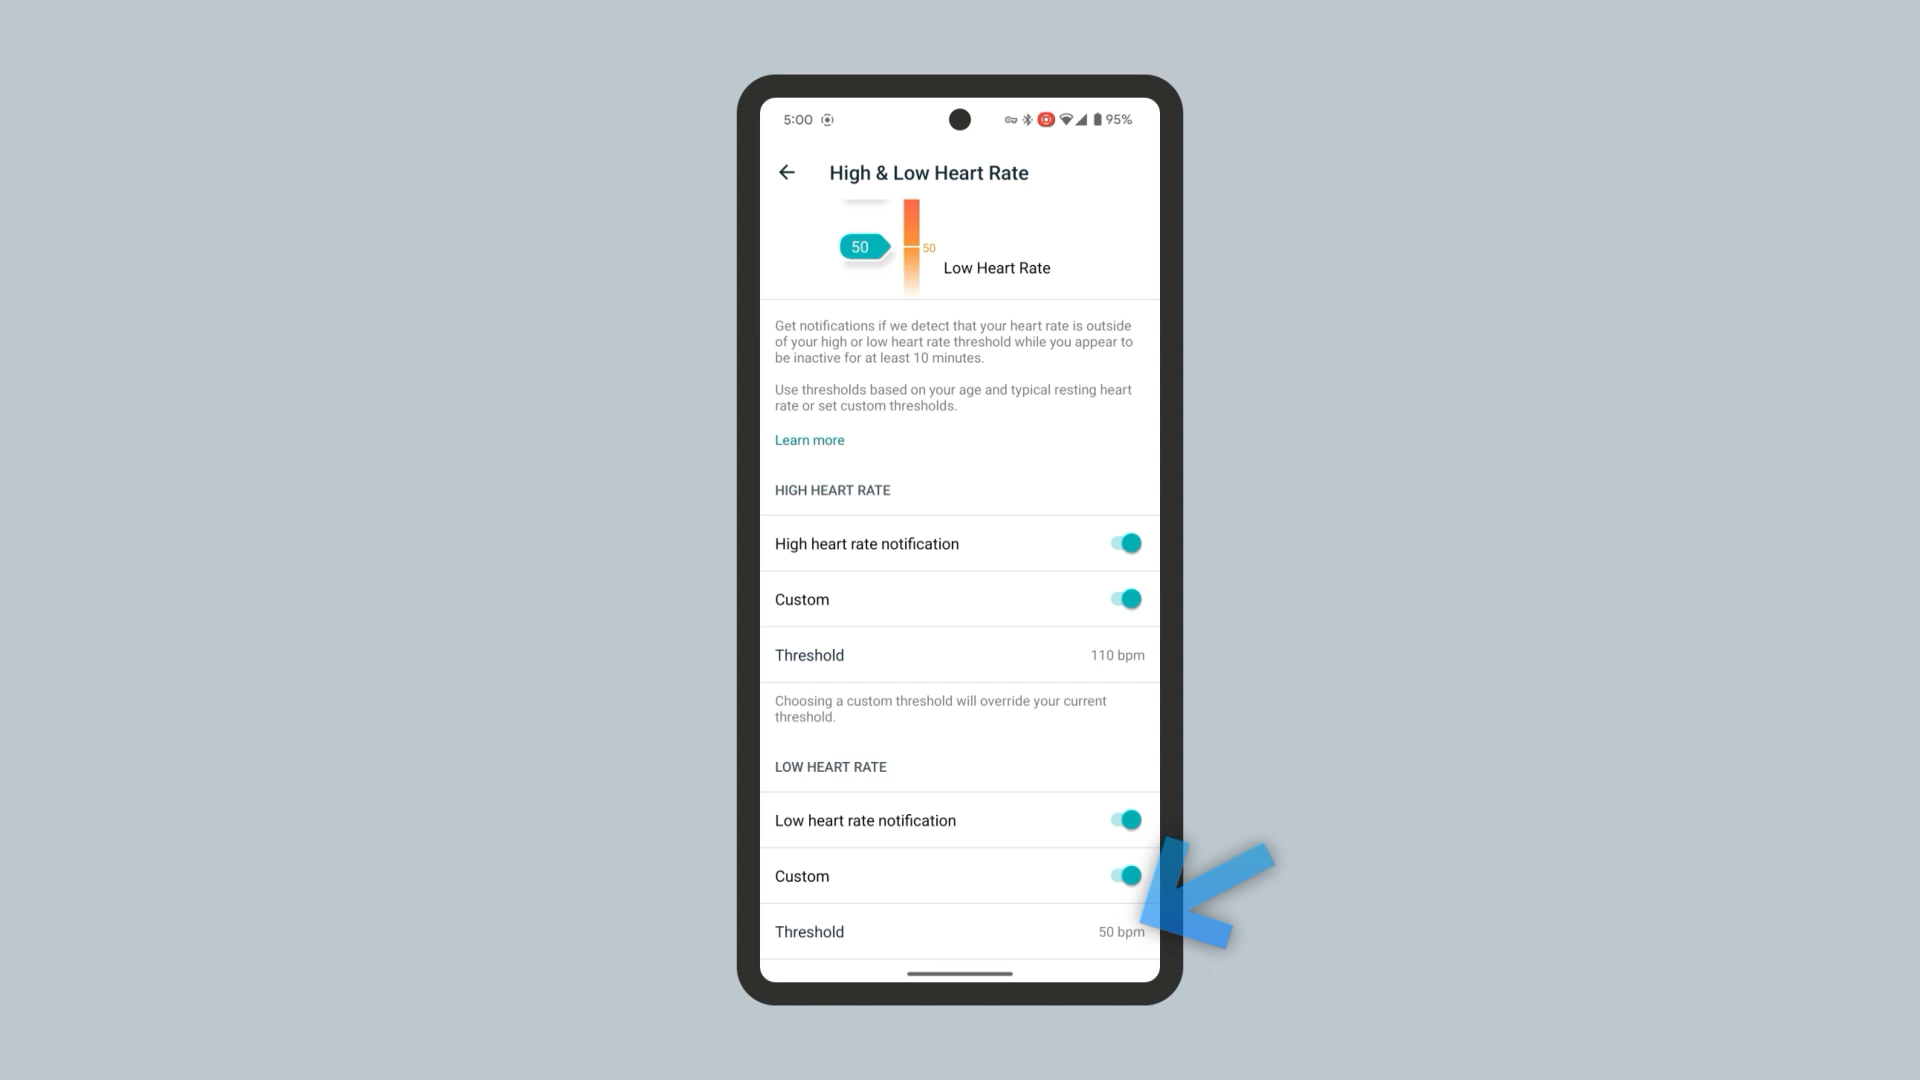 5:00
95%
High & Low Heart Rate
50
50
Low Heart Rate
Get notifications if we detect that your heart rate is outside
of your high or low heart rate threshold while you appear to
be inactive for at least 10 minutes.
Use thresholds based on your age and typical resting heart
rate or set custom thresholds.
Learn more
HIGH HEART RATE
High heart rate notification
Custom
Threshold 110 bpm
Choosing a custom threshold will override your current
threshold.
LOW HEART RATE
Low heart rate notification
Custom
Threshold 50 bpm